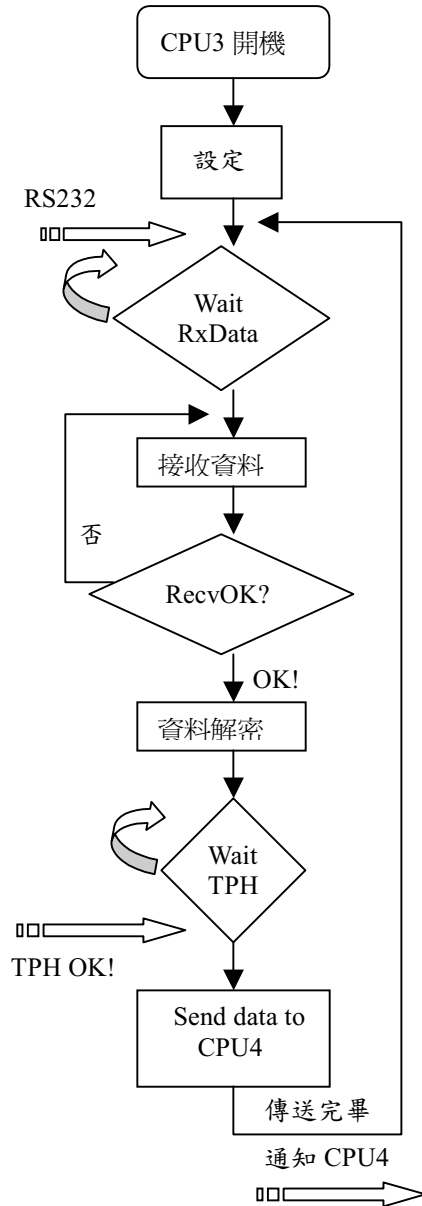 CPU3 開機
設定
RS232
Wait
RxData
接收資料
否
RecvOK?
OK!
資料解密
Wait
TPH
TPH OK!
Send data to
CPU4
傳送完畢
通知 CPU4